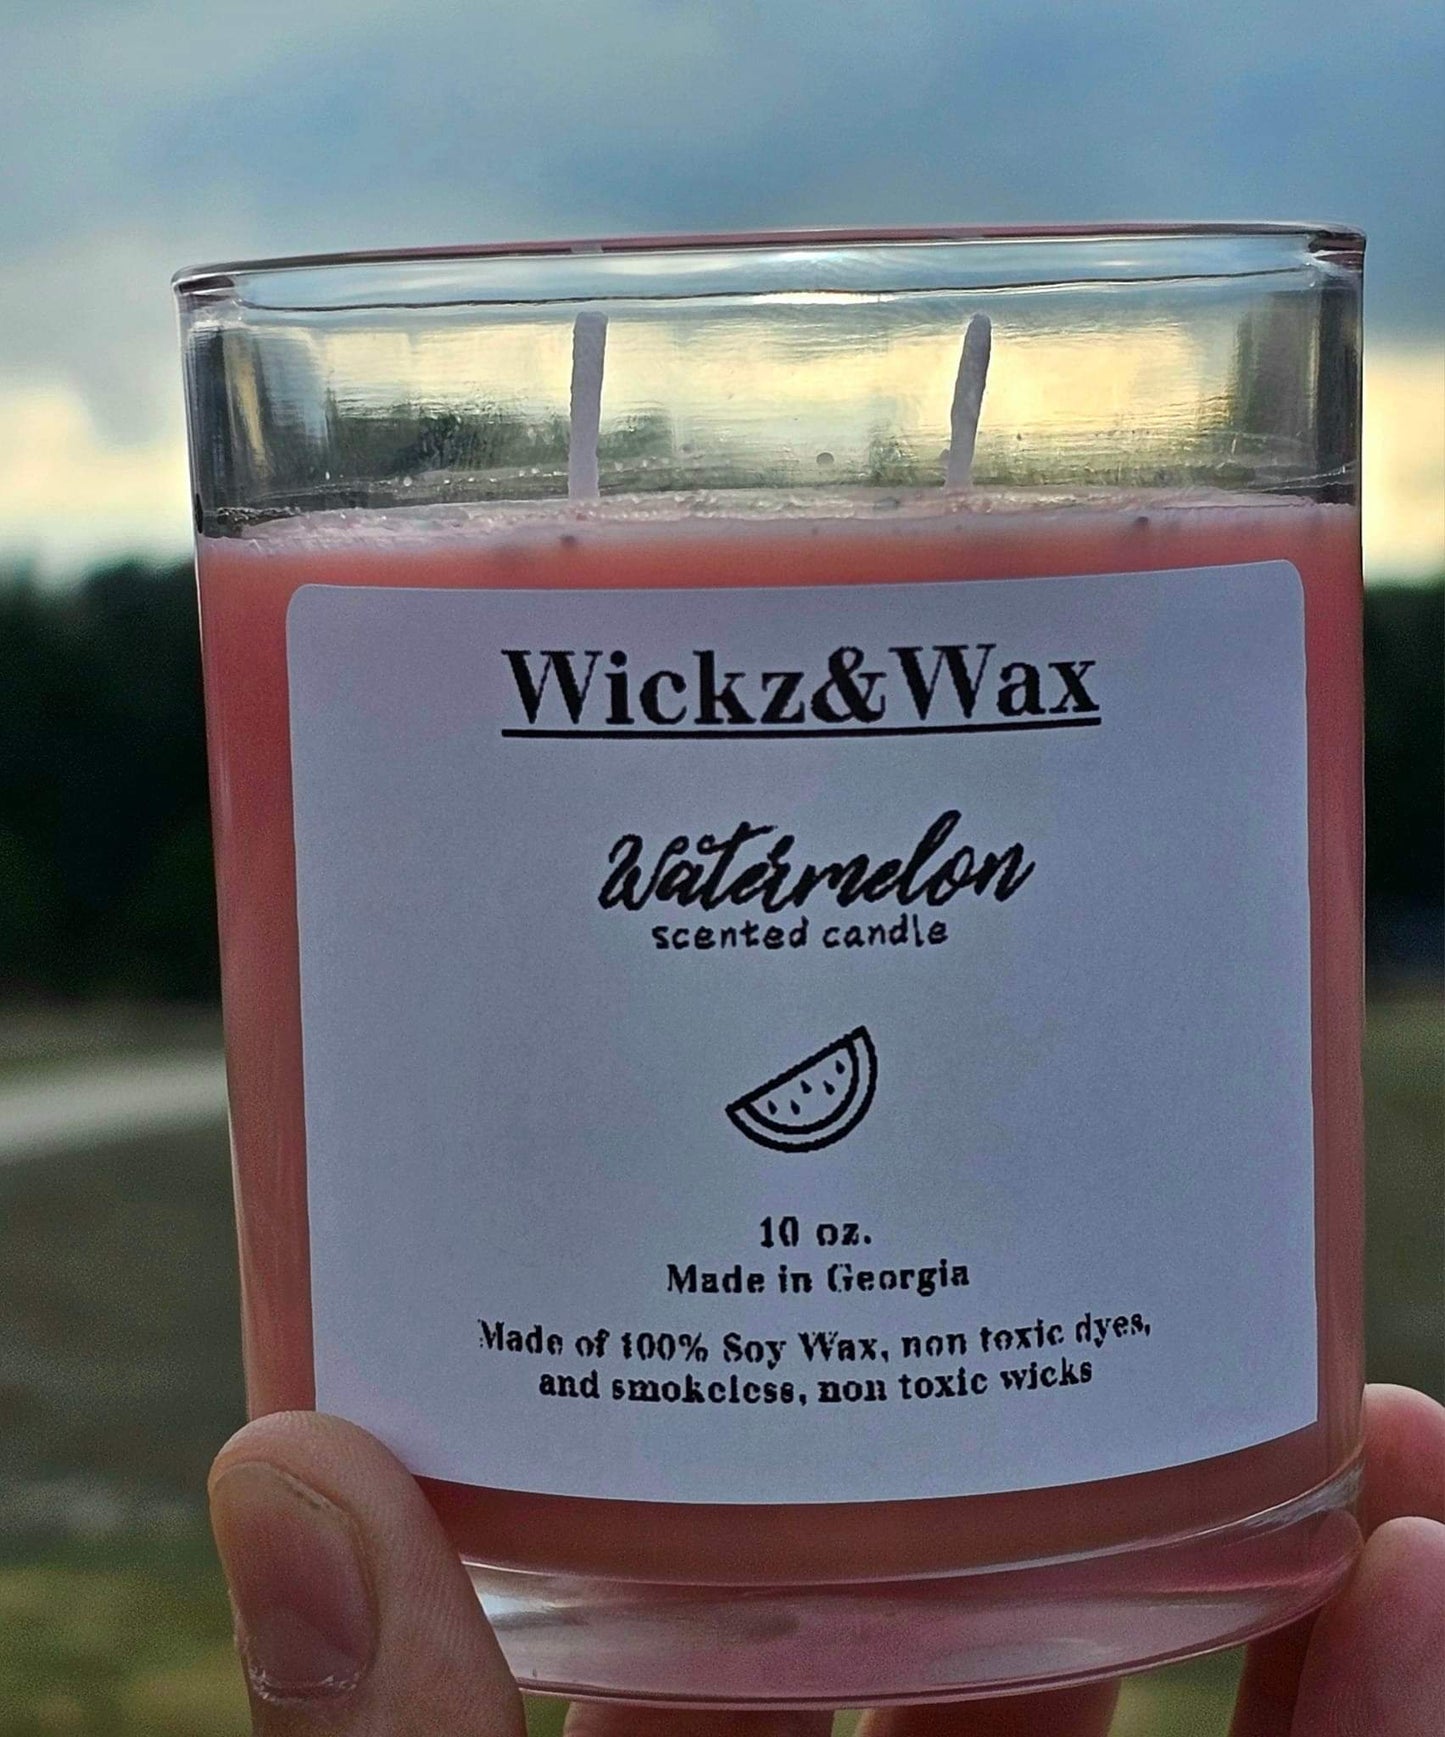 Wickz&Wax
Watermelon
scented candle
10 oz.
Made in Georgia
Made of 100% Soy Wax, non toxic dyes,
and smokeless, non toxic wicks